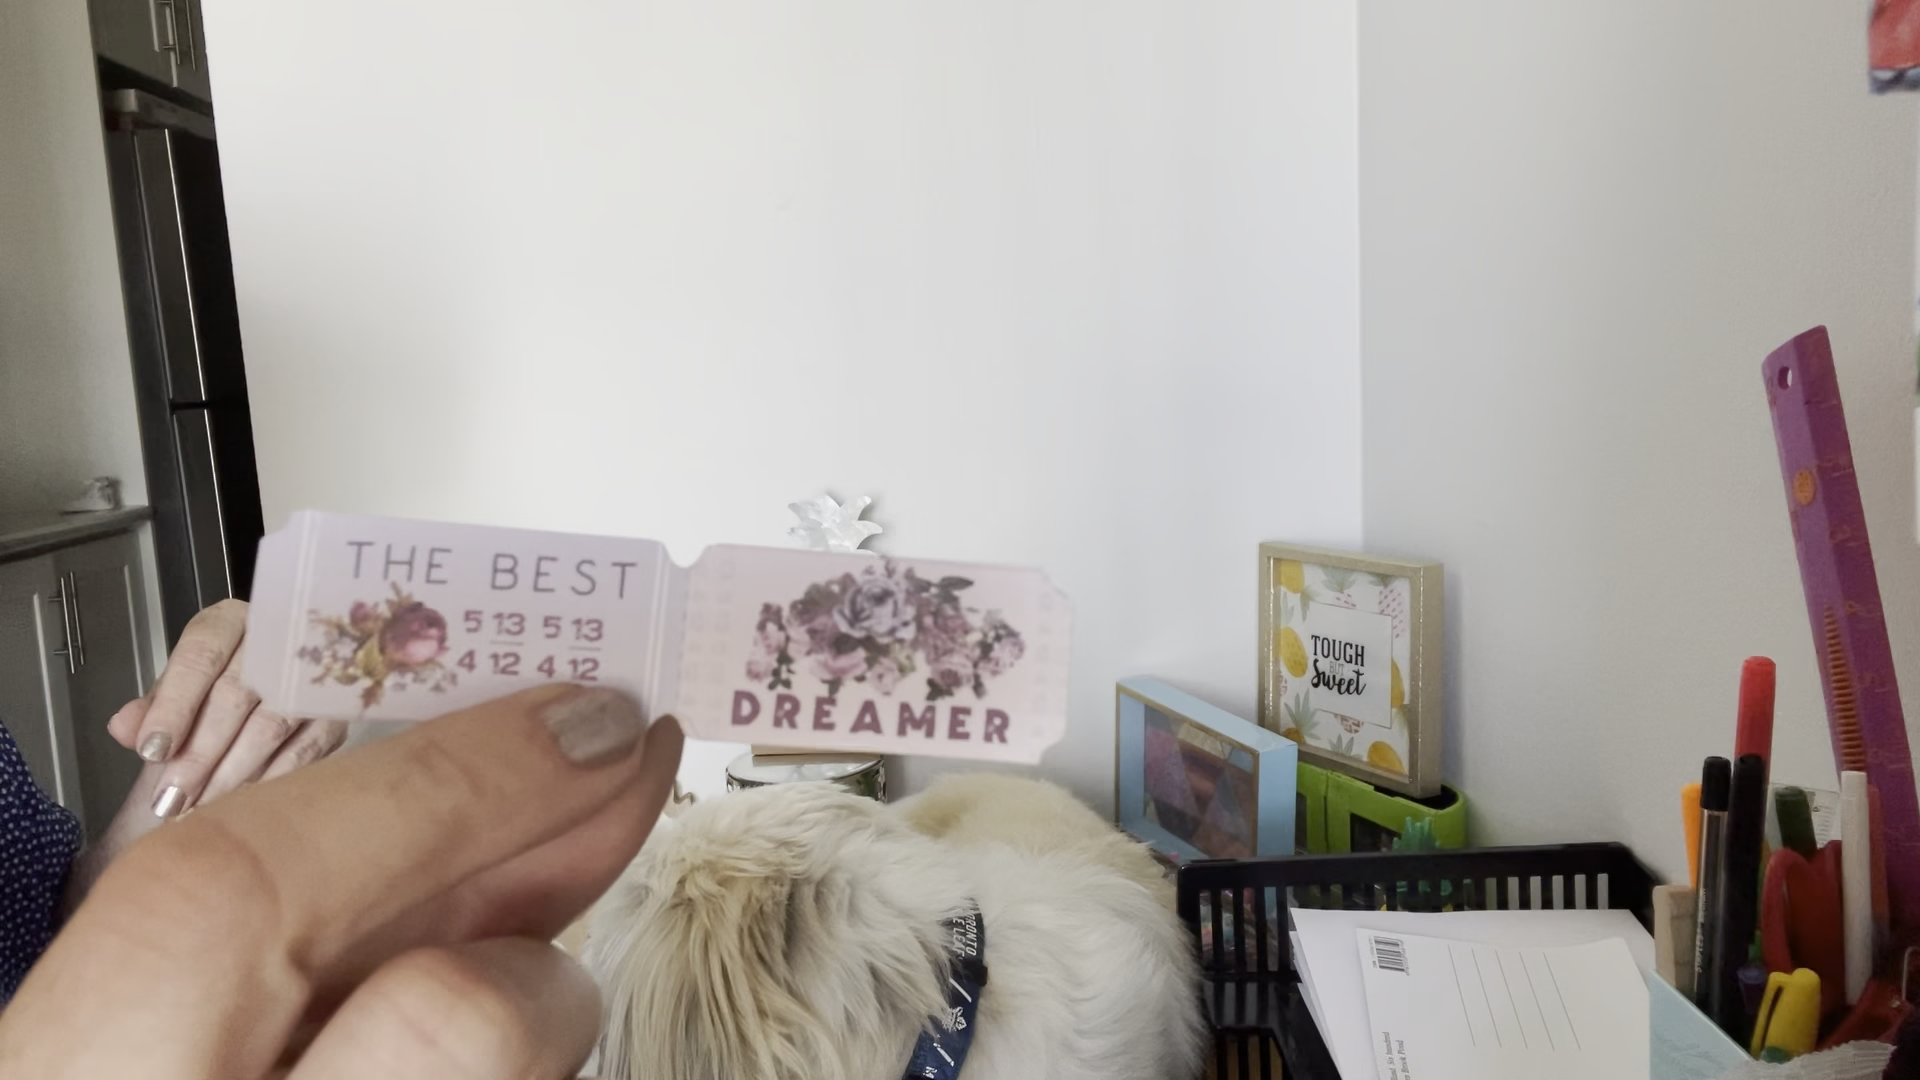 THE BEST
5 13 5 13
4 12 4 12
DREAMER
TOUGH
BUT
Sweet